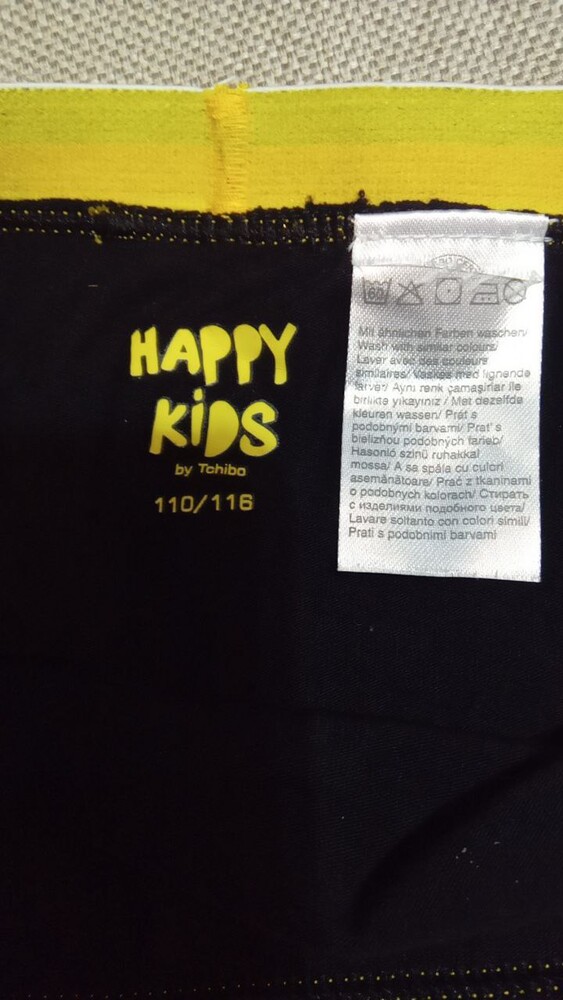 HAPPY
KiDS
by Tchibo
110/116
Mit ähnlichen Farben waschen/
Wash with similar colours/
Laver avec des couleurs
similaires/ Vaskes med lignende
farver/ Aynı renk çamaşırlar ile
birlikte yıkayınız / Met dezelfde
kleuren wassen/ Prát s
podobnými barvami/ Prat' s
bielizňou podobných farieb/
Hasonló színű ruhákkal
mossa/ A se spăla cu culori
asemănătoare/ Prać z tkaninami
o podobnych kolorach/ Стирать
с изделиями подобного цвета/
Lavare soltanto con colori simili/
Prati s podobnimi barvami